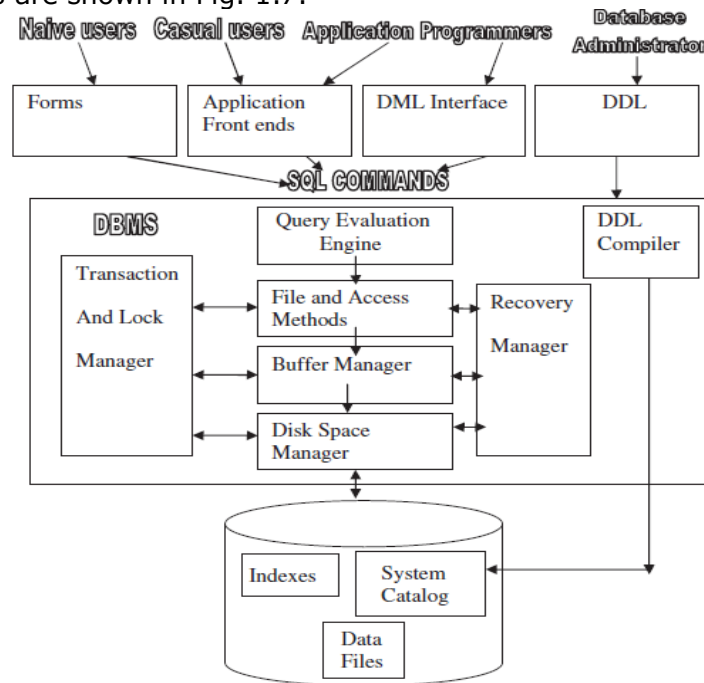 s are shown in Fig. 1.7.
Naive users Casual users Application Programmers Database
Administrator
Forms
Application
Front ends
DML Interface
DDL
SQL COMMANDS
DBMS
Query Evaluation
Engine
DDL
Compiler
Transaction
And Lock
Manager
File and Access
Methods
Recovery
Manager
Buffer Manager
Disk Space
Manager
Indexes
System
Catalog
Data
Files